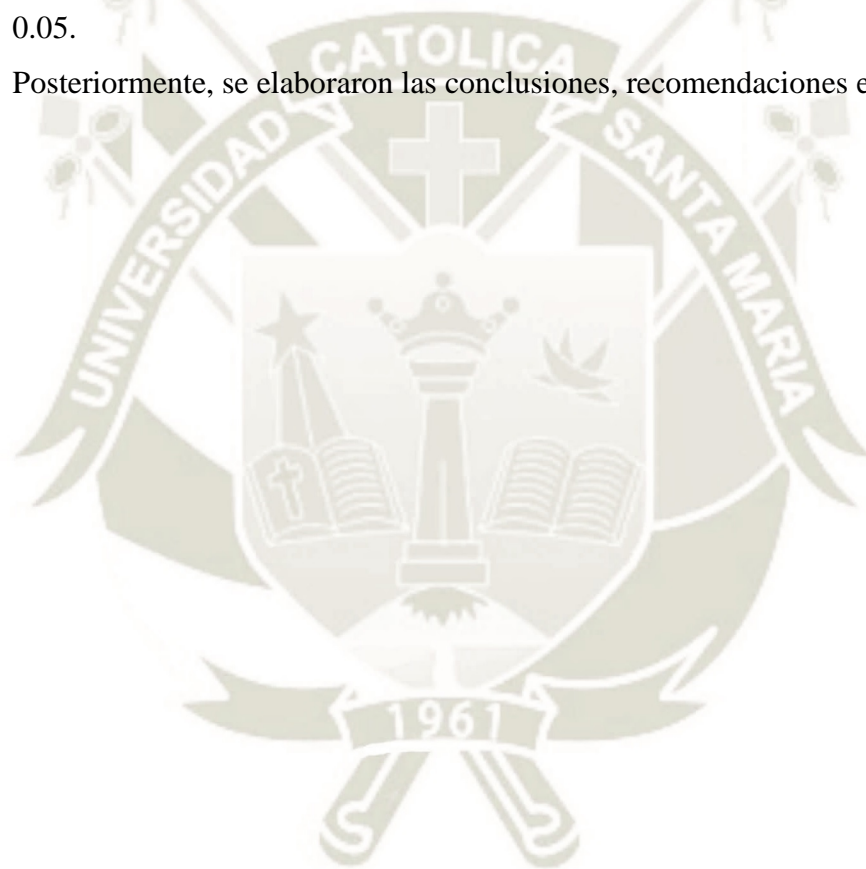 0.05.
Posteriormente, se elaboraron las conclusiones, recomendaciones e
UNIVERSIDAD CATOLICA SANTA MARIA
1961